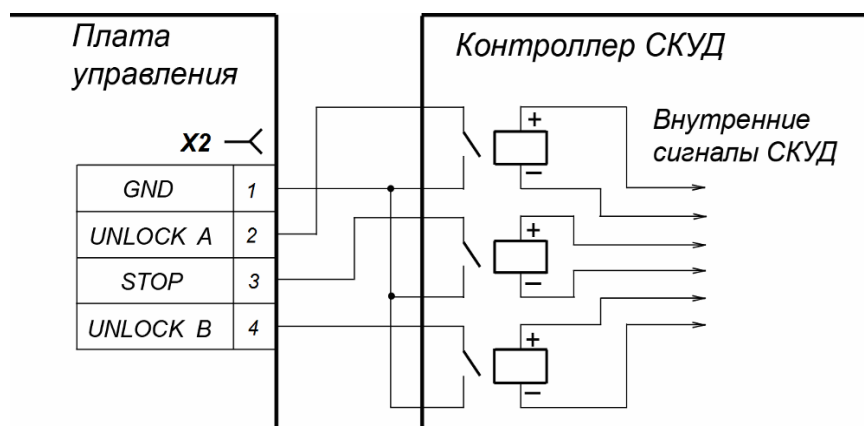 Плата
управления
Контроллер СКУД
X2
Внутренние
сигналы СКУД
GND 1
UNLOCK A 2
STOP 3
UNLOCK B 4
+
−
+
−
+
−